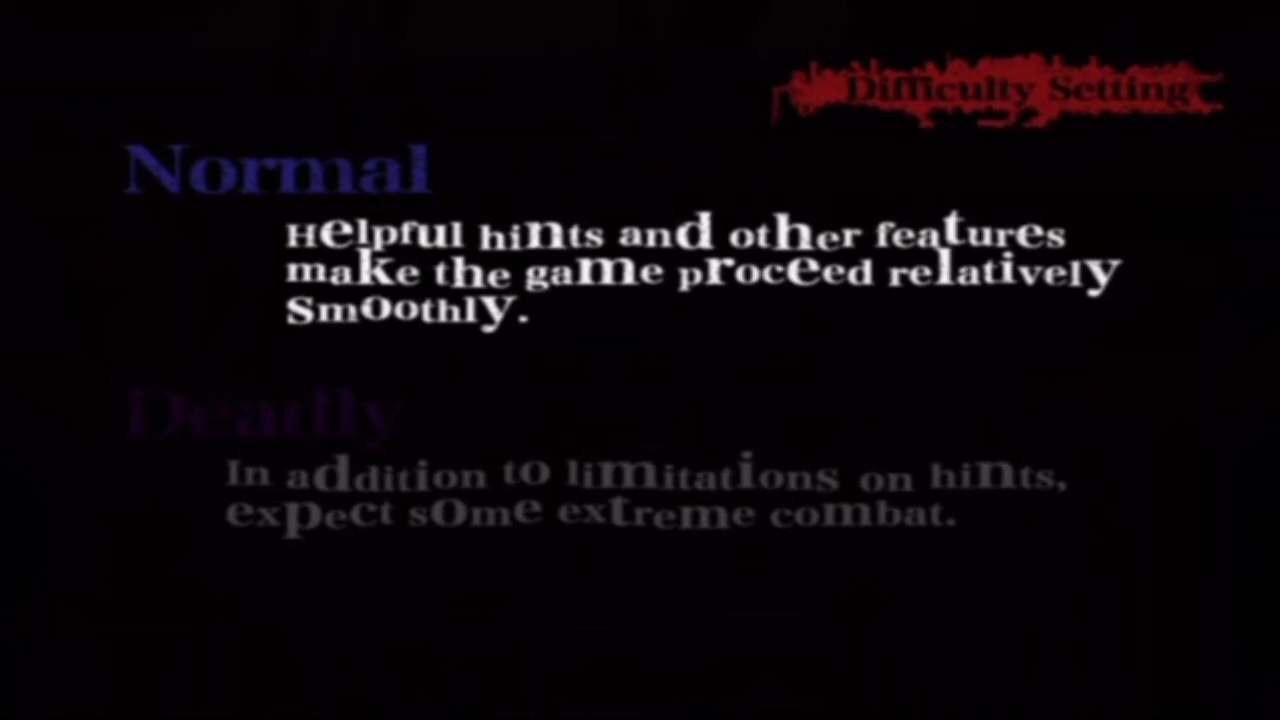 Difficulty Setting
Normal
Helpful hints and other features
make the game proceed relatively
smoothly.
Deadly
In addition to limitations on hints,
expect some extreme combat.